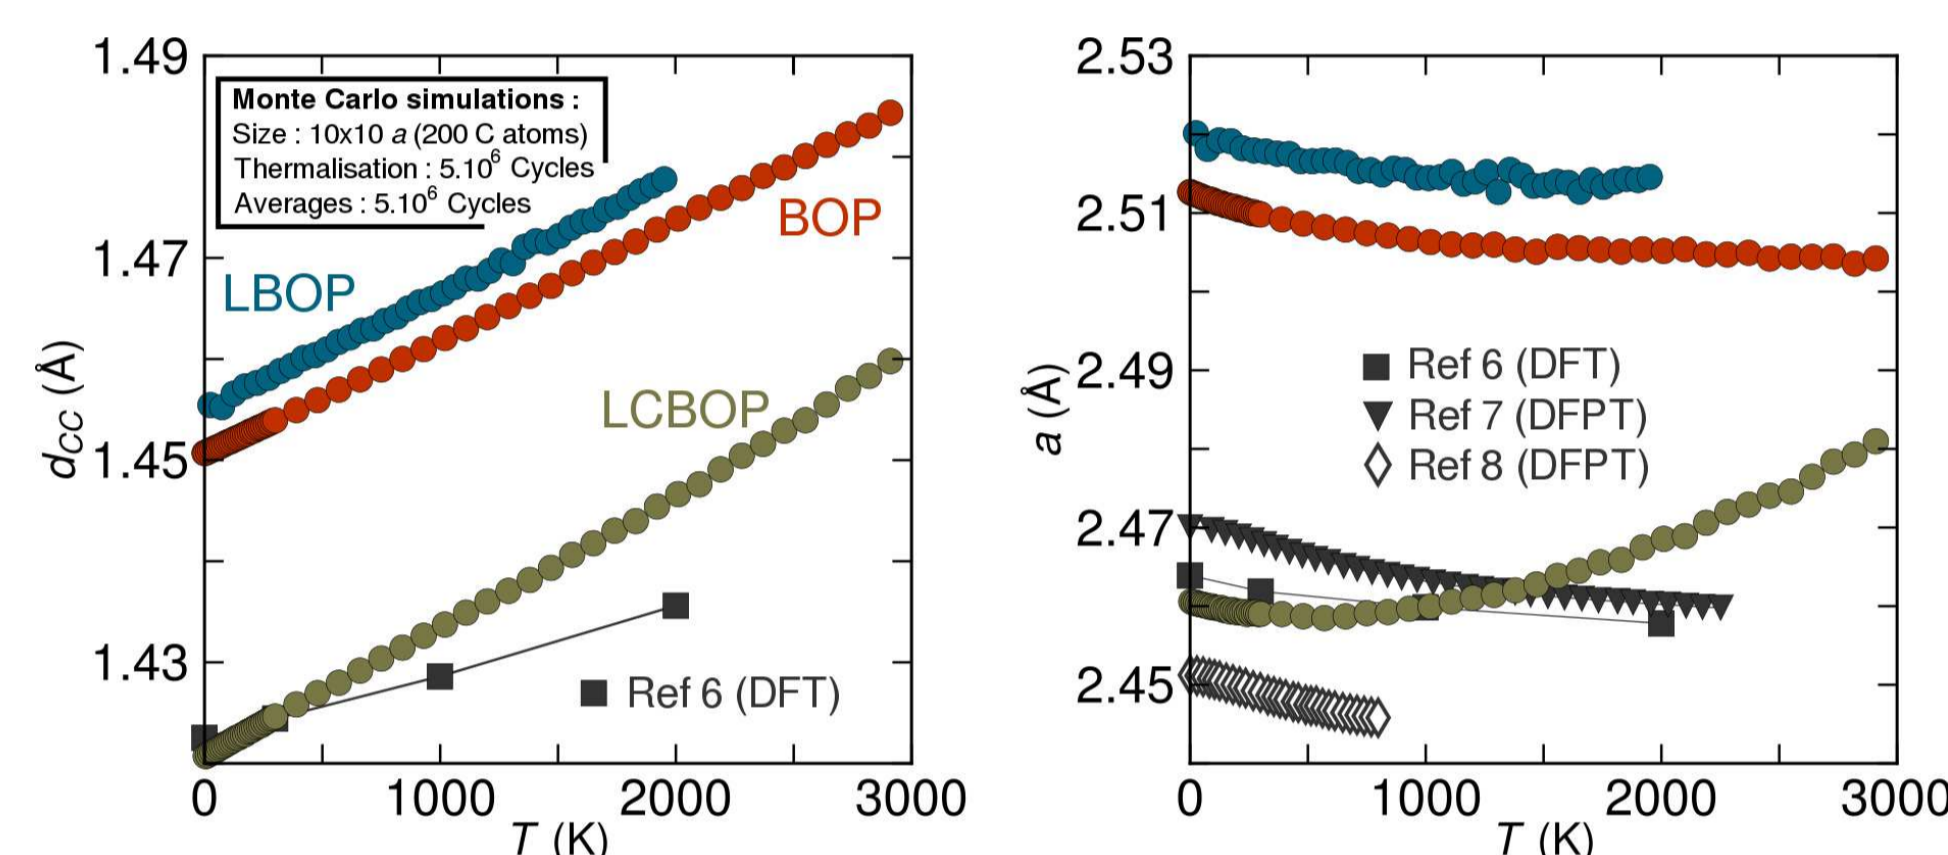 1.49
1.47
1.45
1.43
d_CC (Å)
Monte Carlo simulations :
Size : 10x10 a (200 C atoms)
Thermalisation : 5.10^6 Cycles
Averages : 5.10^6 Cycles
LBOP
BOP
LCBOP
Ref 6 (DFT)
0 1000 2000 3000
T (K)
2.53
2.51
2.49
2.47
2.45
a (Å)
Ref 6 (DFT)
Ref 7 (DFPT)
Ref 8 (DFPT)
0 1000 2000 3000
T (K)